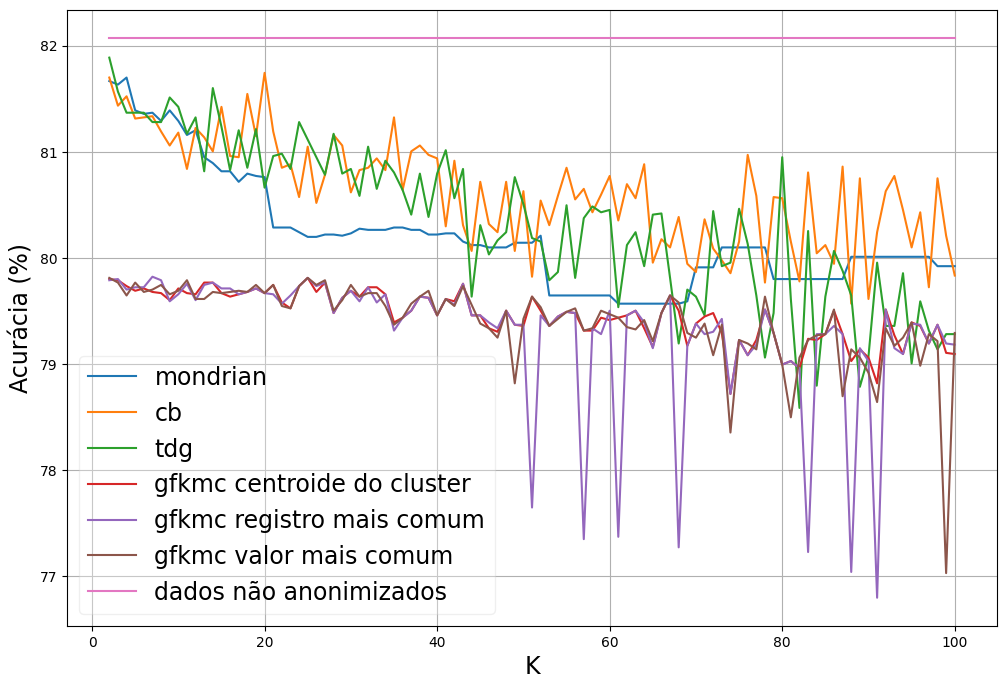 82
81
80
79
78
77
Acurácia (%)
mondrian
cb
tdg
gfkmc centroide do cluster
gfkmc registro mais comum
gfkmc valor mais comum
dados não anonimizados
0 20 40 60 80 100
K